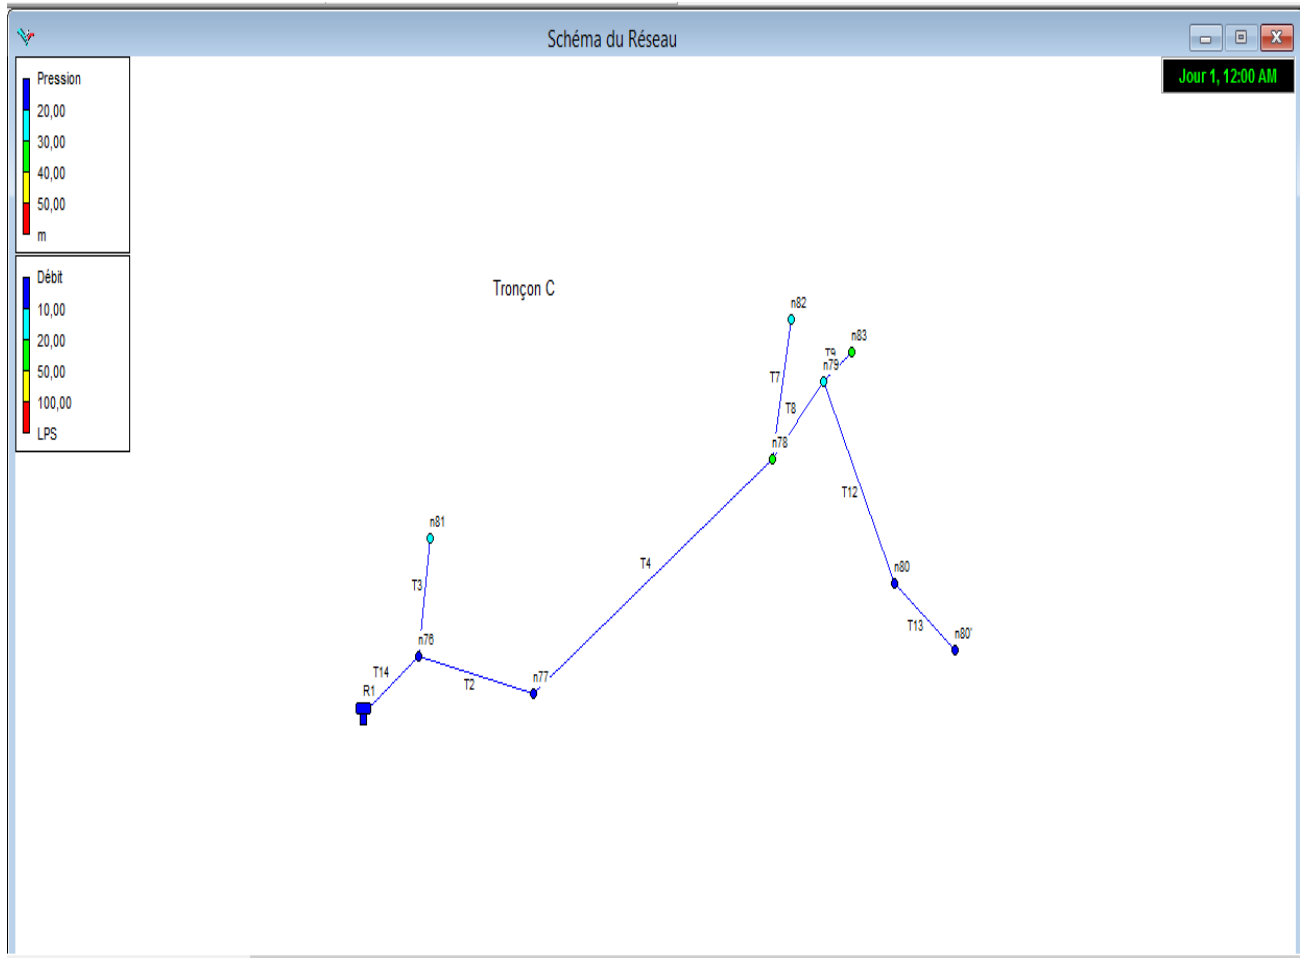 Schéma du Réseau
Jour 1, 12:00 AM
Pression
20,00
30,00
40,00
50,00
m
Débit
10,00
20,00
50,00
100,00
LPS
Tronçon C
n82
n83
T9
n79
T7
T8
n78
T12
n81
T4
n80
T3
T13
n80'
n76
T14
n77
T2
R1